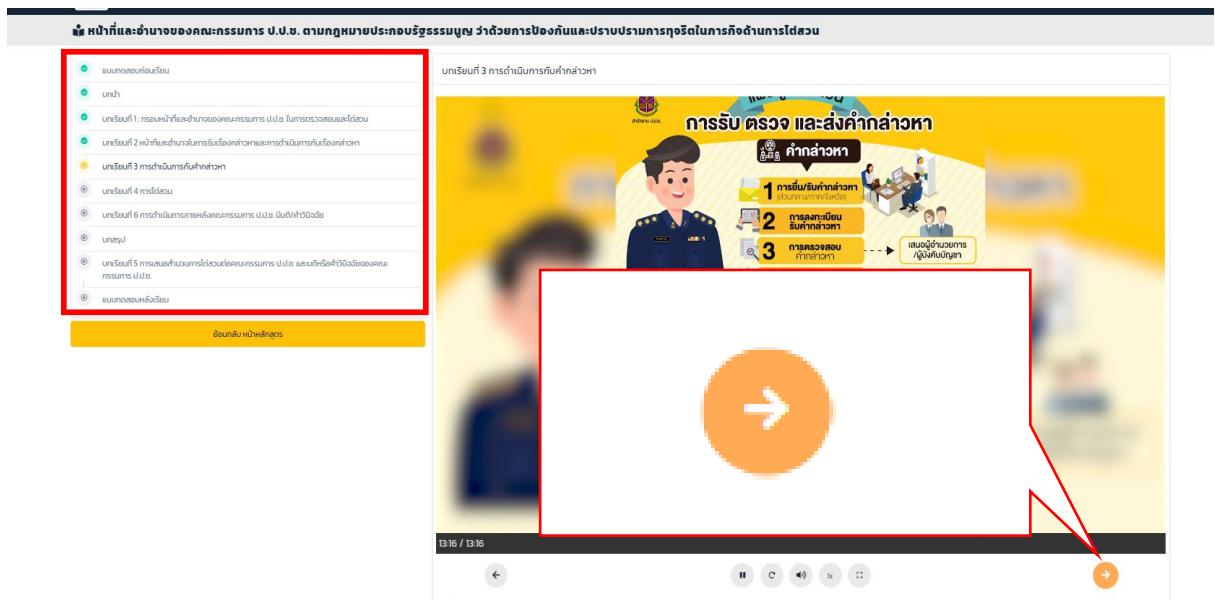 หน้าที่และอำนาจของคณะกรรมการ ป.ป.ช. ตามกฎหมายประกอบรัฐธรรมนูญ ว่าด้วยการป้องกันและปราบปรามการทุจริตในภารกิจด้านการไต่สวน
แบบทดสอบก่อนเรียน
บทนำ
บทเรียนที่ 1: กรอบหน้าที่และอำนาจของคณะกรรมการ ป.ป.ช. ในการตรวจสอบและไต่สวน
บทเรียนที่ 2 หน้าที่และอำนาจในการรับเรื่องกล่าวหาและการดำเนินการกับเรื่องกล่าวหา
บทเรียนที่ 3 การดำเนินการกับคำกล่าวหา
บทเรียนที่ 4 การไต่สวน
บทเรียนที่ 6 การดำเนินการภายหลังคณะกรรมการ ป.ป.ช. มีมติ/คำวินิจฉัย
บทสรุป
บทเรียนที่ 5 การเสนอสำนวนการไต่สวนต่อคณะกรรมการ ป.ป.ช. และมติหรือคำวินิจฉัยของคณะ
กรรมการ ป.ป.ช.
แบบทดสอบหลังเรียน
ย้อนกลับ หน้าหลักสูตร
บทเรียนที่ 3 การดำเนินการกับคำกล่าวหา
สำนักงาน ป.ป.ช.
การรับ ตรวจ และส่งคำกล่าวหา
คำกล่าวหา
1 การยื่น/รับคำกล่าวหา
(ส่วนกลาง/ภาค/จังหวัด)
2 การลงทะเบียน
รับคำกล่าวหา
3 การตรวจสอบ
คำกล่าวหา
เสนอผู้อำนวยการ
/ผู้บังคับบัญชา
13:16 / 13:16
1x